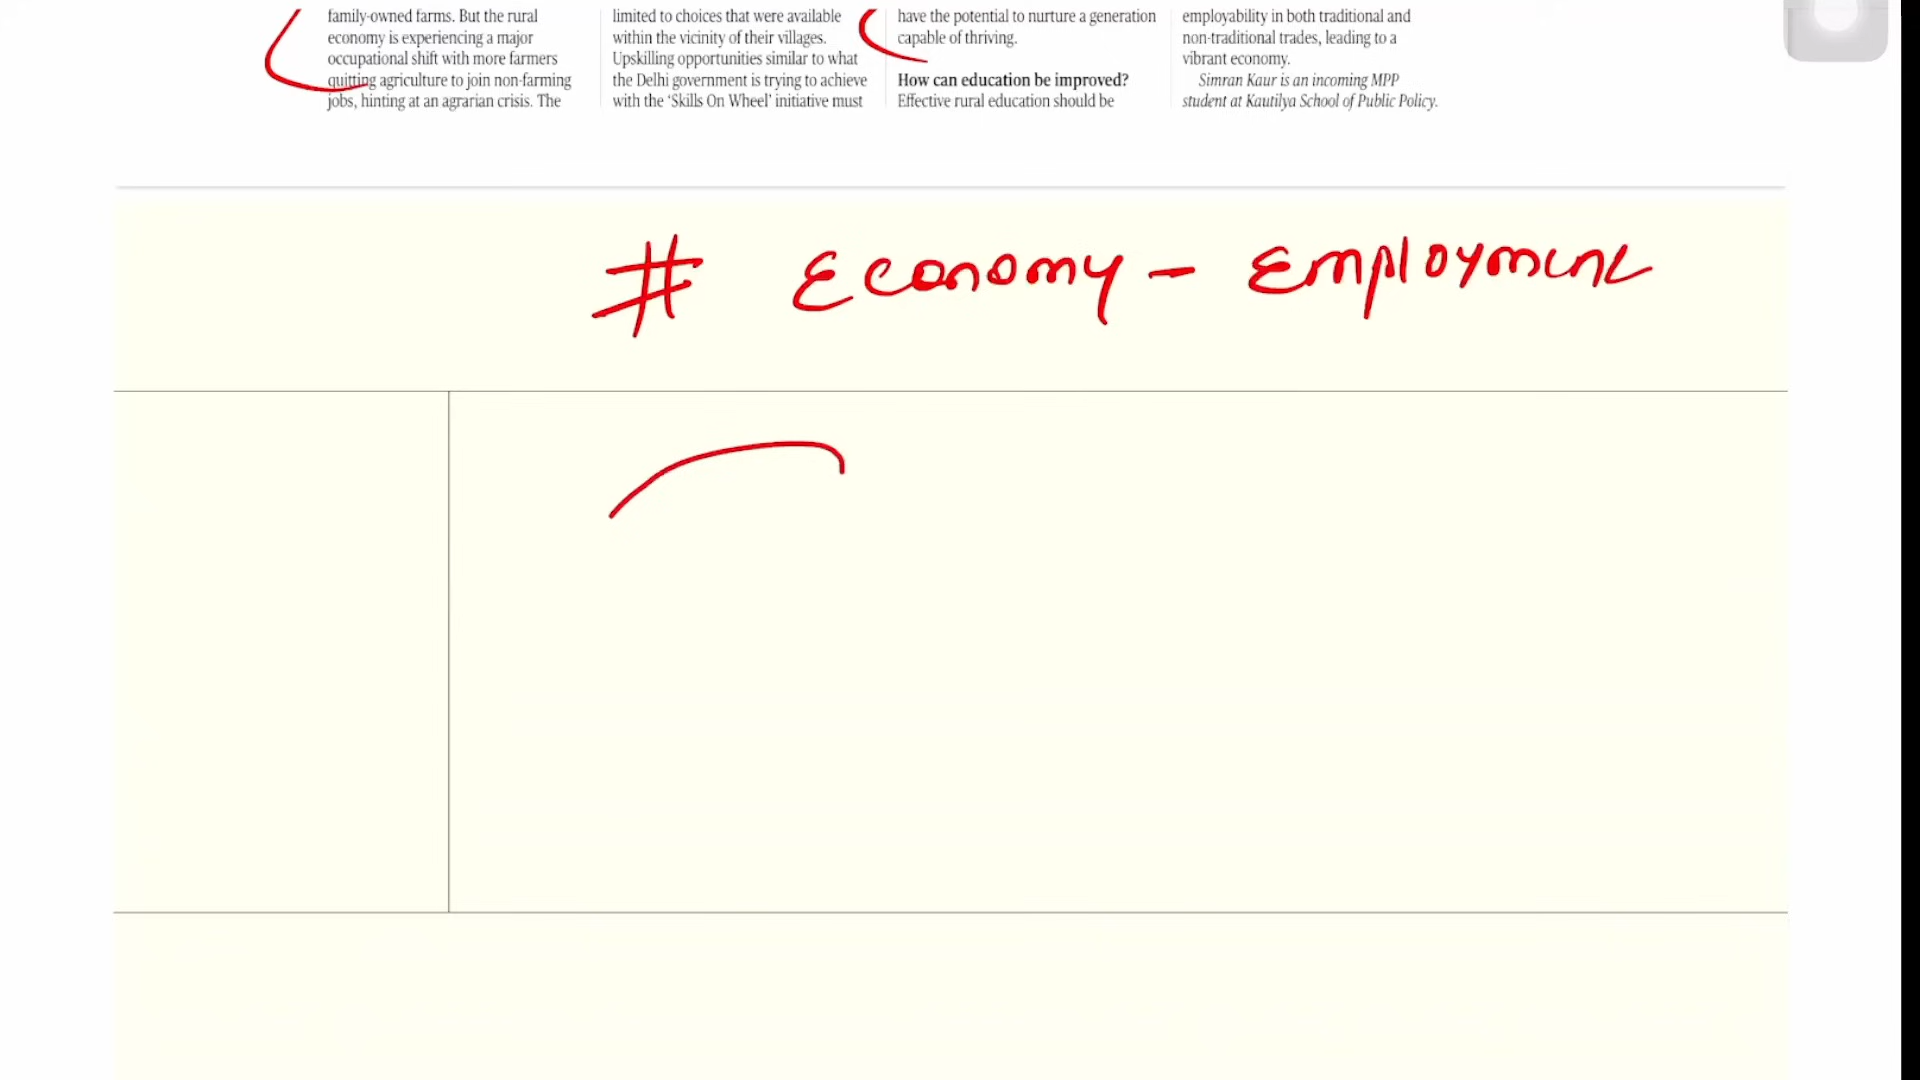 family-owned farms. But the rural
economy is experiencing a major
occupational shift with more farmers
quitting agriculture to join non-farming
jobs, hinting at an agrarian crisis. The
limited to choices that were available
within the vicinity of their villages.
Upskilling opportunities similar to what
the Delhi government is trying to achieve
with the ‘Skills On Wheel’ initiative must
have the potential to nurture a generation
capable of thriving.
How can education be improved?
Effective rural education should be
employability in both traditional and
non-traditional trades, leading to a
vibrant economy.
Simran Kaur is an incoming MPP
student at Kautilya School of Public Policy.
# Economy - Employment